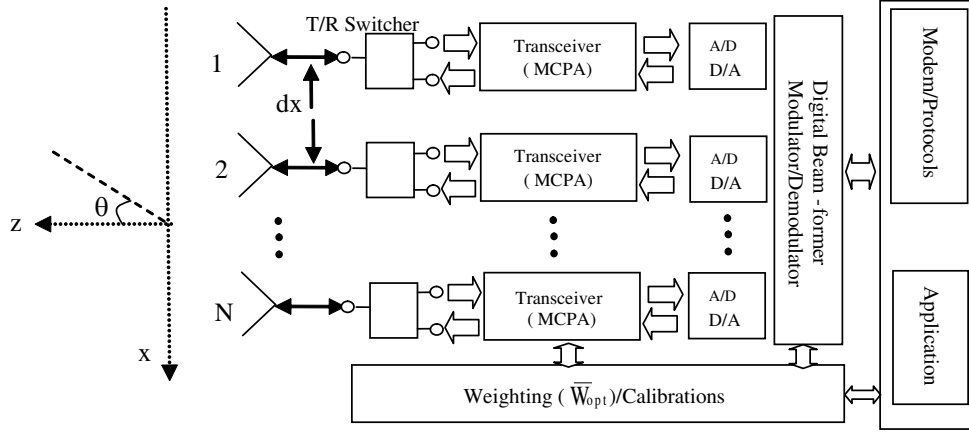 T/R Switcher
1
Transceiver
( MCPA)
A/D
D/A
dx
2
Transceiver
( MCPA)
A/D
D/A
θ
z
N
Transceiver
( MCPA)
A/D
D/A
x
Digital Beam - former
Modulator/Demodulator
Modem/Protocols
Application
Weighting ( W̅opt)/Calibrations